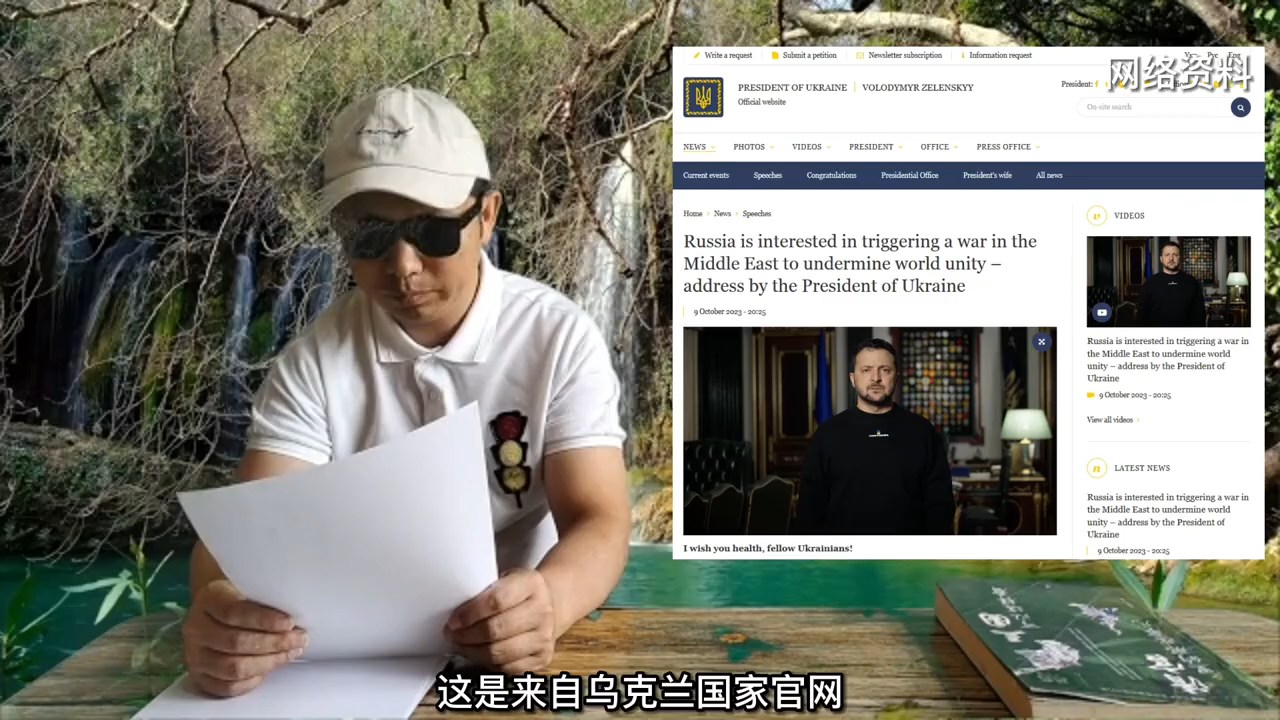 Write a request
Submit a petition
Newsletter subscription
Information request
网络资料
PRESIDENT OF UKRAINE | VOLODYMYR ZELENSKYY
Official website
President:
On-site search
NEWS
PHOTOS
VIDEOS
PRESIDENT
OFFICE
PRESS OFFICE
Current events
Speeches
Congratulations
Presidential Office
President's wife
All news
Home
News
Speeches
Russia is interested in triggering a war in the
Middle East to undermine world unity –
address by the President of Ukraine
9 October 2023 - 20:25
I wish you health, fellow Ukrainians!
VIDEOS
Russia is interested in triggering a war in
the Middle East to undermine world
unity – address by the President of
Ukraine
9 October 2023 - 20:25
View all videos
LATEST NEWS
Russia is interested in triggering a war in
the Middle East to undermine world
unity – address by the President of
Ukraine
9 October 2023 - 20:25
这是来自乌克兰国家官网